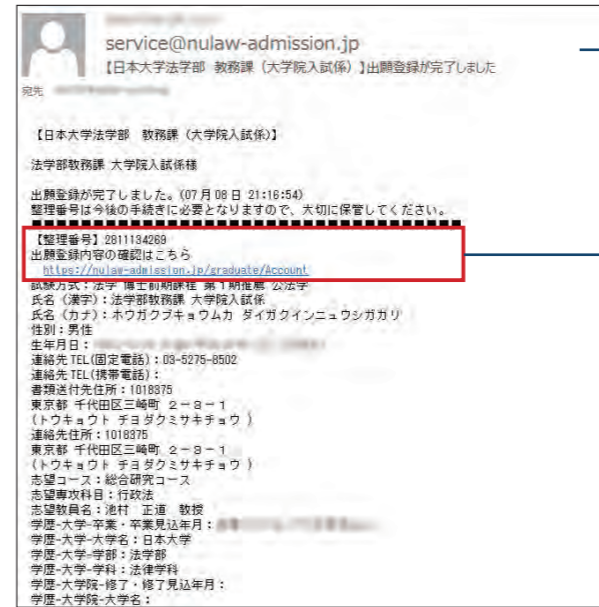 service@nulaw-admission.jp
【日本大学法学部　教務課（大学院入試係）】出願登録が完了しました
宛先
【日本大学法学部　教務課（大学院入試係）】
法学部教務課 大学院入試係様
出願登録が完了しました。(07月08日 21:16:54)
整理番号は今後の手続きに必要となりますので、大切に保管してください。
【整理番号】2811134269
出願登録内容の確認はこちら
https://nulaw-admission.jp/graduate/Account
試験方式：法学 博士前期課程 第１期推薦 公法学
氏名（漢字）：法学部教務課 大学院入試係
氏名（カナ）：ホウガクブキョウムカ ダイガクインニュウシガガリ
性別：男性
生年月日：
連絡先TEL(固定電話)：03-5275-8502
連絡先TEL(携帯電話)：
書類送付先住所：1018375
東京都 千代田区三崎町 ２－３－１
(トウキョウト チヨダクミサキチョウ )
連絡先住所：1018375
東京都 千代田区三崎町 ２－３－１
(トウキョウト チヨダクミサキチョウ )
志望コース：総合研究コース
志望専攻科目：行政法
志望教員名：池村　正道　教授
学歴-大学-卒業・卒業見込年月：
学歴-大学-大学名：日本大学
学歴-大学-学部：法学部
学歴-大学-学科：法律学科
学歴-大学院-修了・修了見込年月：
学歴-大学院-大学名：